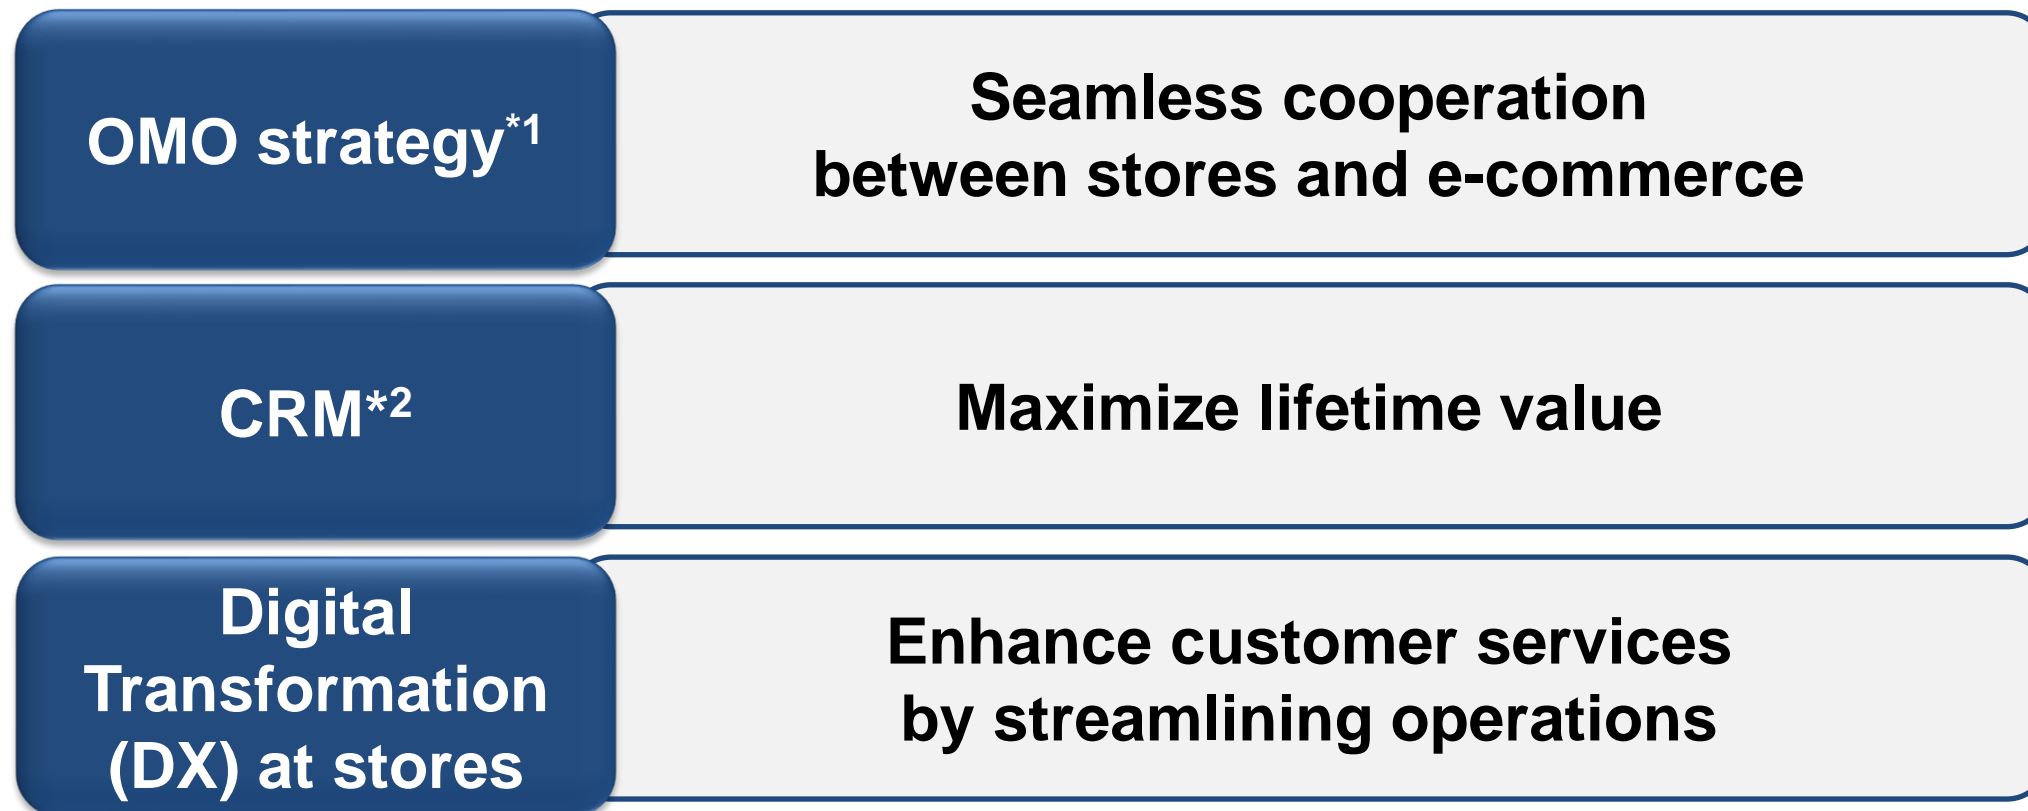 OMO strategy*1
Seamless cooperation
between stores and e-commerce
CRM*2
Maximize lifetime value
Digital
Transformation
(DX) at stores
Enhance customer services
by streamlining operations